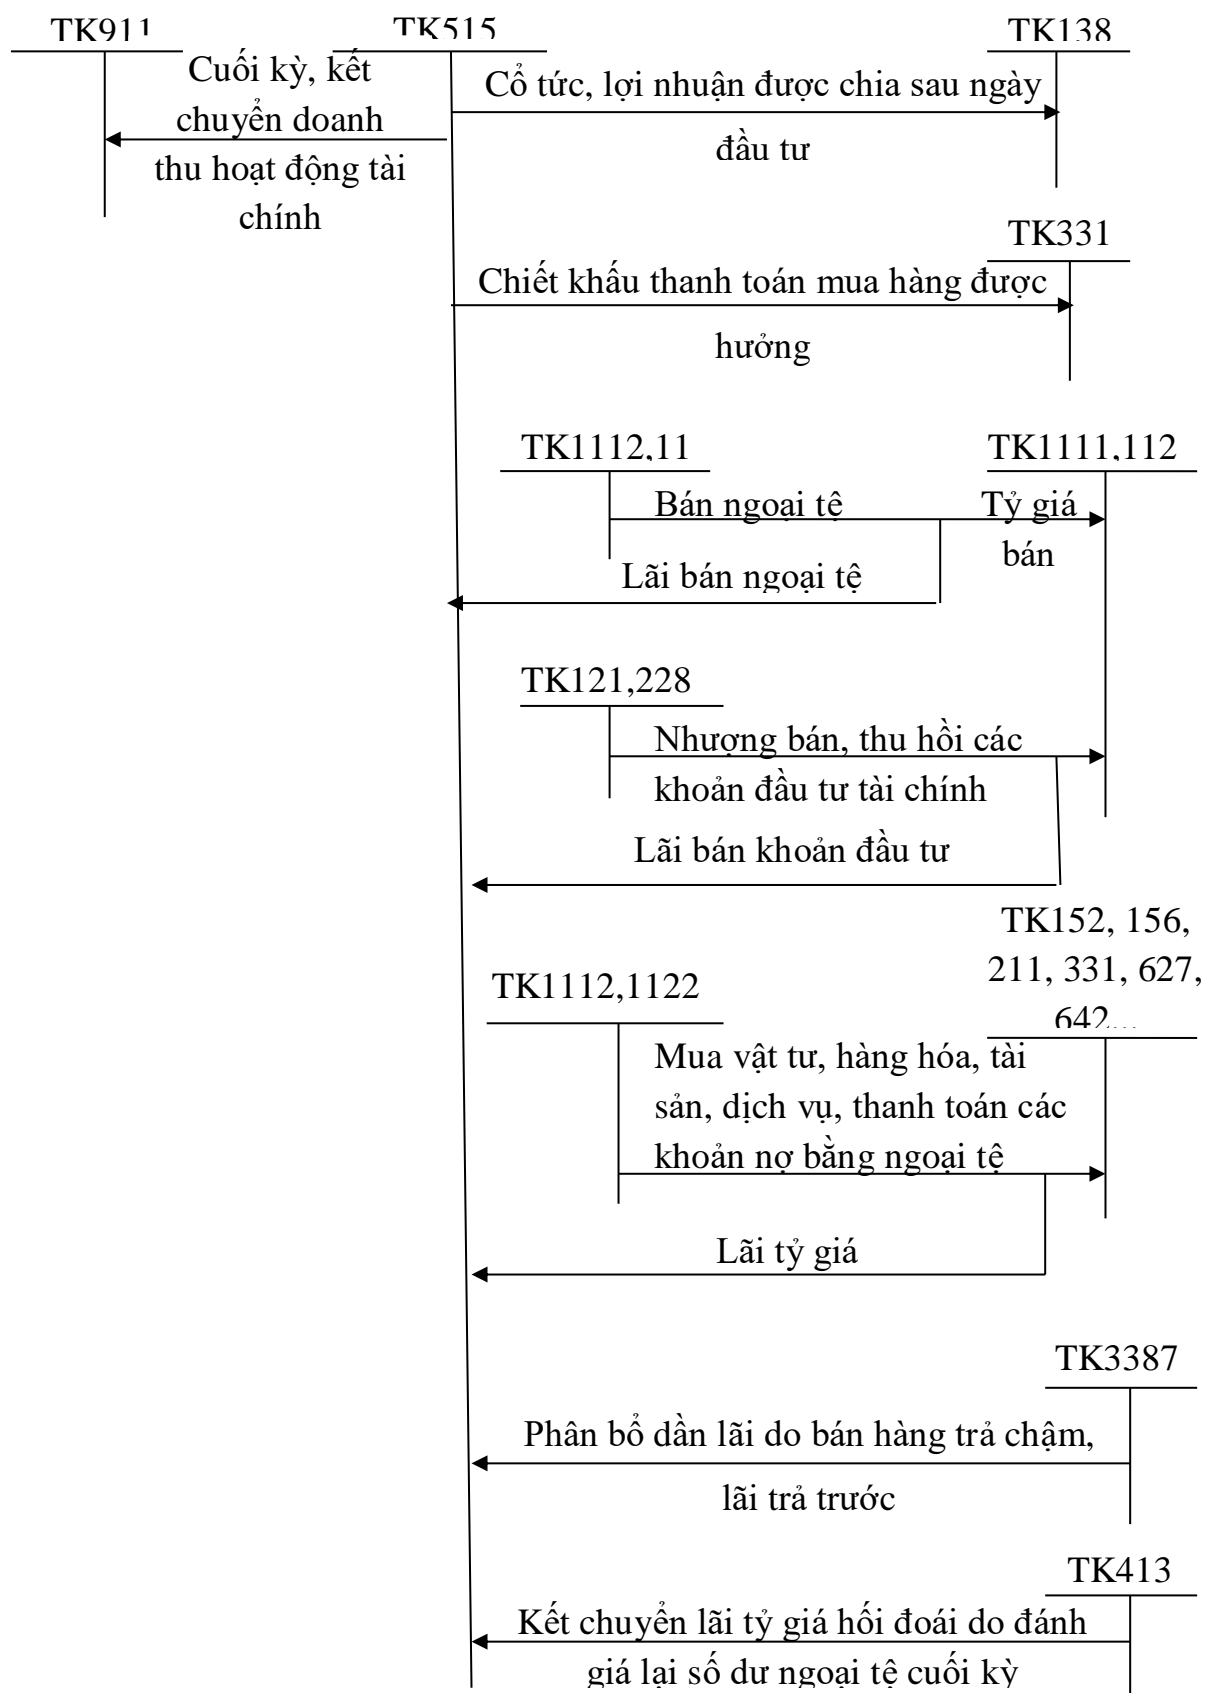 TK911
TK515
TK138
Cuối kỳ, kết
chuyển doanh
thu hoạt động tài
chính
Cổ tức, lợi nhuận được chia sau ngày
đầu tư
TK331
Chiết khấu thanh toán mua hàng được
hưởng
TK1112,11
TK1111,112
Bán ngoại tệ
Tỷ giá
bán
Lãi bán ngoại tệ
TK121,228
Nhượng bán, thu hồi các
khoản đầu tư tài chính
Lãi bán khoản đầu tư
TK152, 156,
211, 331, 627,
642...
TK1112,1122
Mua vật tư, hàng hóa, tài
sản, dịch vụ, thanh toán các
khoản nợ bằng ngoại tệ
Lãi tỷ giá
TK3387
Phân bổ dần lãi do bán hàng trả chậm,
lãi trả trước
TK413
Kết chuyển lãi tỷ giá hối đoái do đánh
giá lại số dư ngoại tệ cuối kỳ